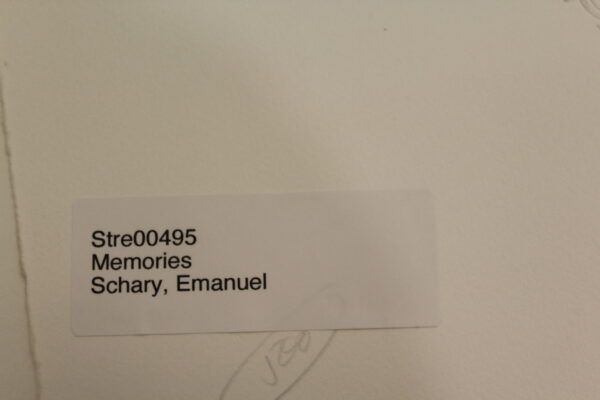 Stre00495
Memories
Schary, Emanuel